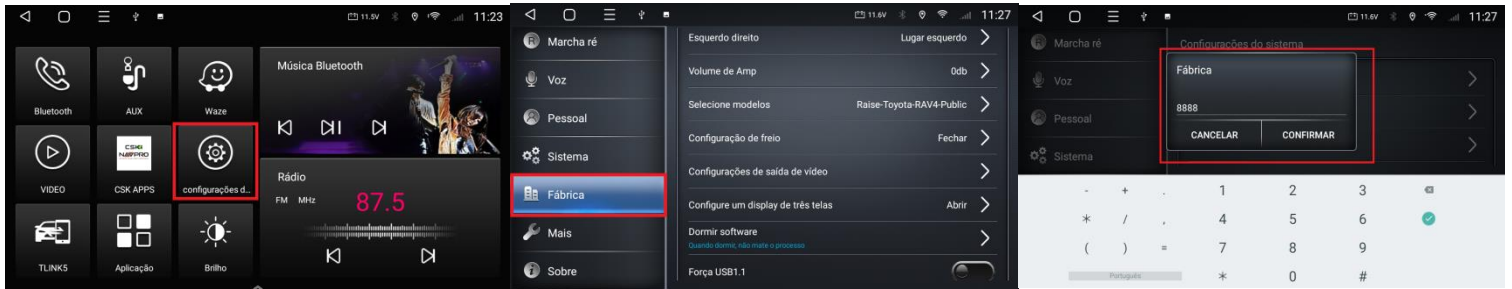 11.5V
11:23
Bluetooth
AUX
Waze
Música Bluetooth
VIDEO
CSK
NAVPRO
CSK APPS
configurações d...
Rádio
FM MHz
87.5
TLINK5
Aplicação
Brilho
11.6V
11:27
R Marcha ré
Voz
Pessoal
Sistema
Fábrica
Mais
Sobre
Esquerdo direito Lugar esquerdo
Volume de Amp 0db
Selecione modelos Raise-Toyota-RAV4-Public
Configuração de freio Fechar
Configurações de saída de vídeo
Configure um display de três telas Abrir
Dormir software
Quando dormir, não mate o processo
Força USB1.1
11.6V
11:27
R Marcha ré
Voz
Pessoal
Sistema
Configurações do sistema
Fábrica
8888
CANCELAR CONFIRMAR
- + . 1 2 3
* / , 4 5 6
( ) = 7 8 9
Português * 0 #